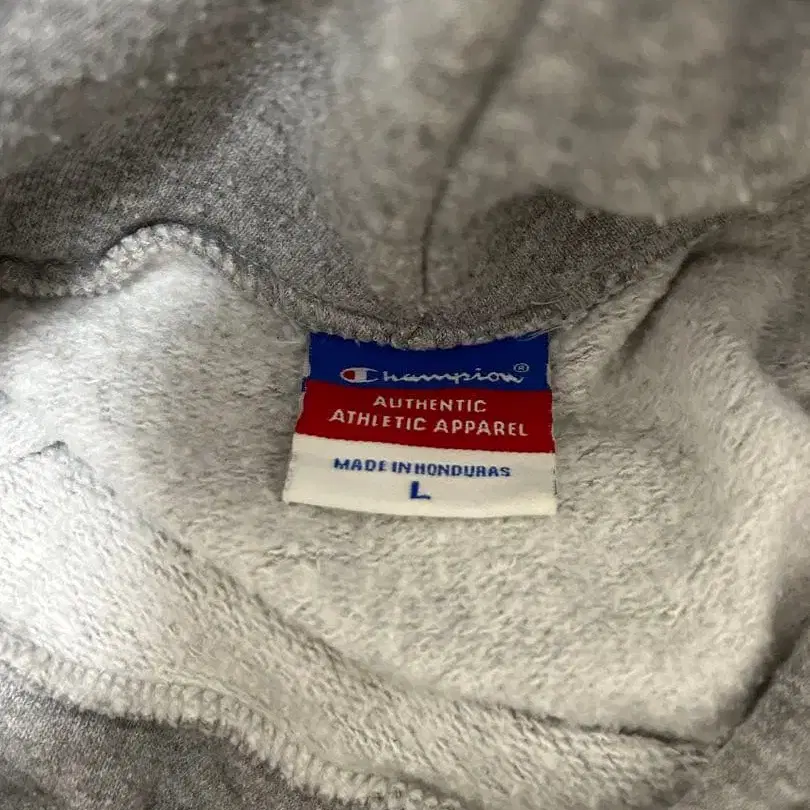 Champion®
AUTHENTIC
ATHLETIC APPAREL
MADE IN HONDURAS
L